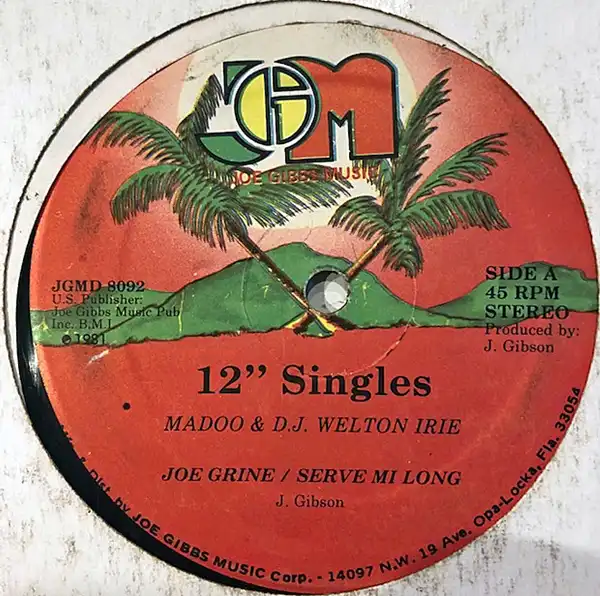 JGM
JOE GIBBS MUSIC
JGMD 8092
U.S. Publisher:
Joe Gibbs Music Pub
Inc. B.M.I
℗ 1981
SIDE A
45 RPM
STEREO
Produced by:
J. Gibson
12” Singles
MADOO & D.J. WELTON IRIE
JOE GRINE / SERVE MI LONG
J. Gibson
& Dist. by JOE GIBBS MUSIC Corp. - 14097 N.W. 19 Ave. Opa-Locka, Fla. 33054